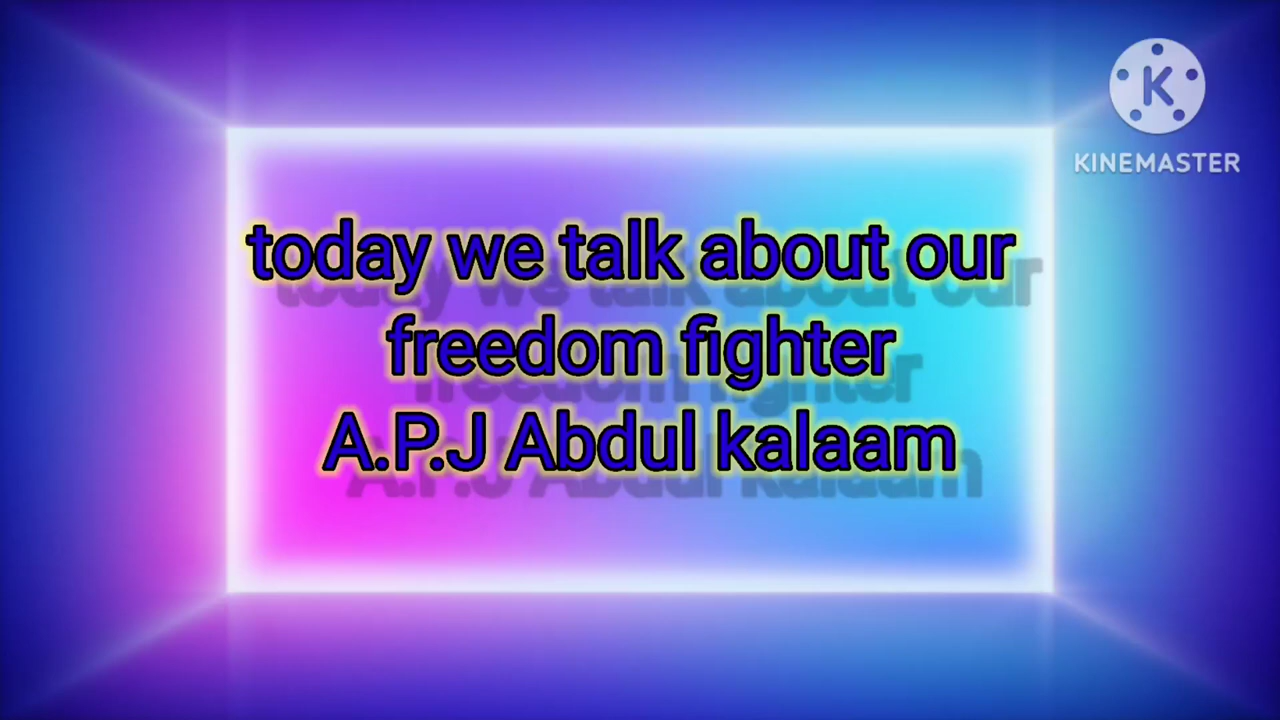 K
KINEMASTER
today we talk about our
freedom fighter
A.P.J Abdul kalaam